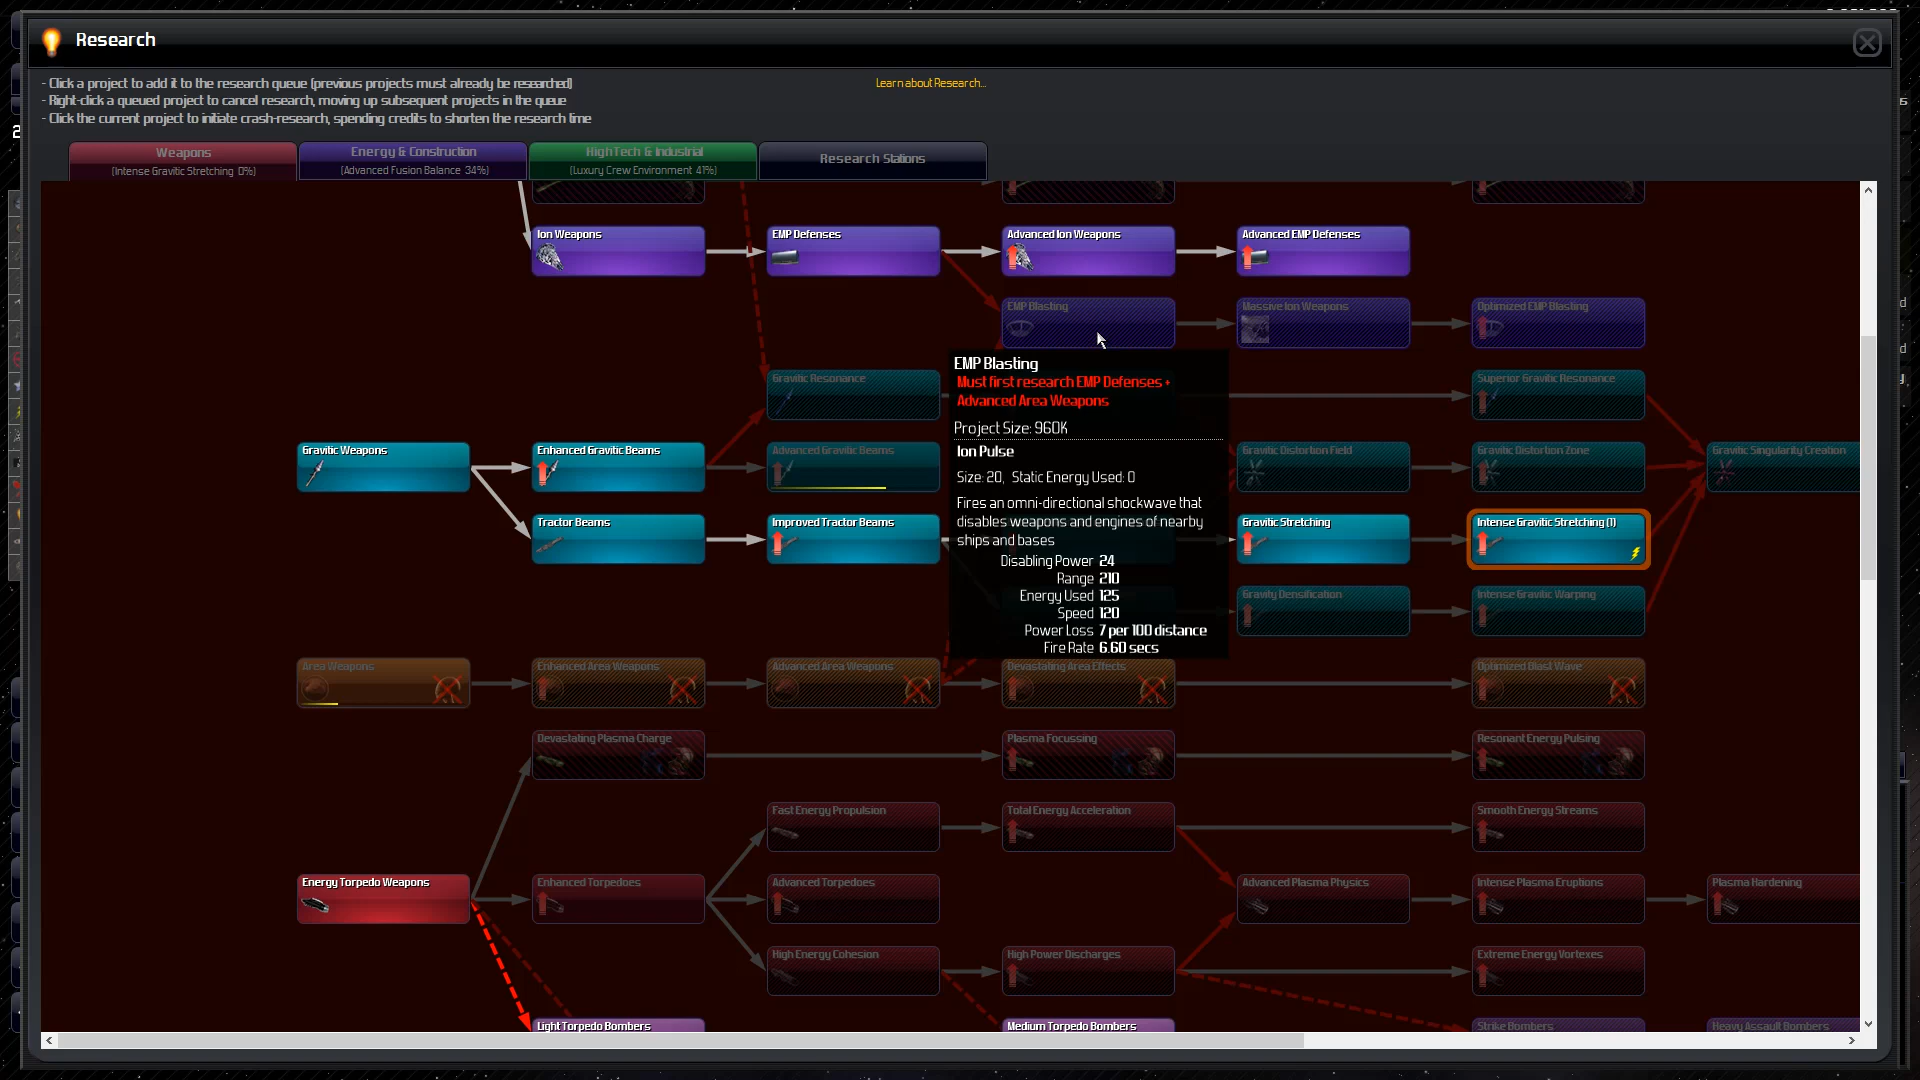 Research
- Click a project to add it to the research queue (previous projects must already be researched)
- Right-click a queued project to cancel research, moving up subsequent projects in the queue
- Click the current project to initiate crash-research, spending credits to shorten the research time
Learn about Research...
Weapons
(Intense Gravitic Stretching 0%)
Energy & Construction
(Advanced Fusion Balance 34%)
HighTech & Industrial
(Luxury Crew Environment 41%)
Research Stations
Ion Weapons
EMP Defenses
Advanced Ion Weapons
Advanced EMP Defenses
EMP Blasting
Massive Ion Weapons
Optimized EMP Blasting
EMP Blasting
Must first research EMP Defenses +
Advanced Area Weapons
Project Size: 960K
Ion Pulse
Size: 20, Static Energy Used: 0
Fires an omni-directional shockwave that
disables weapons and engines of nearby
ships and bases
Disabling Power 24
Range 210
Energy Used 125
Speed 120
Power Loss 7 per 100 distance
Fire Rate 6.60 secs
Gravitic Resonance
Superior Gravitic Resonance
Gravitic Weapons
Enhanced Gravitic Beams
Advanced Gravitic Beams
Gravitic Distortion Field
Gravitic Distortion Zone
Gravitic Singularity Creation
Tractor Beams
Improved Tractor Beams
Gravitic Stretching
Intense Gravitic Stretching (1)
Gravity Densification
Intense Gravitic Warping
Area Weapons
Enhanced Area Weapons
Advanced Area Weapons
Devastating Area Effects
Optimized Blast Wave
Devastating Plasma Charge
Plasma Focussing
Resonant Energy Pulsing
Fast Energy Propulsion
Total Energy Acceleration
Smooth Energy Streams
Energy Torpedo Weapons
Enhanced Torpedoes
Advanced Torpedoes
Advanced Plasma Physics
Intense Plasma Eruptions
Plasma Hardening
High Energy Cohesion
High Power Discharges
Extreme Energy Vortexes
Light Torpedo Bombers
Medium Torpedo Bombers
Strike Bombers
Heavy Assault Bombers